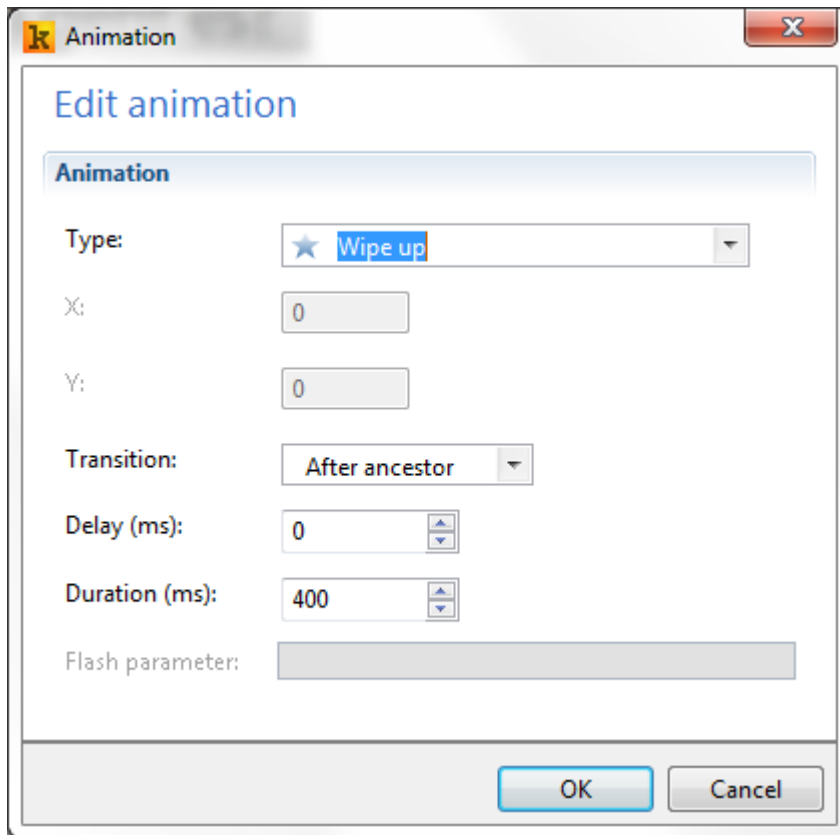 Animation
Edit animation
Animation
Type: Wipe up
X: 0
Y: 0
Transition: After ancestor
Delay (ms): 0
Duration (ms): 400
Flash parameter:
OK Cancel